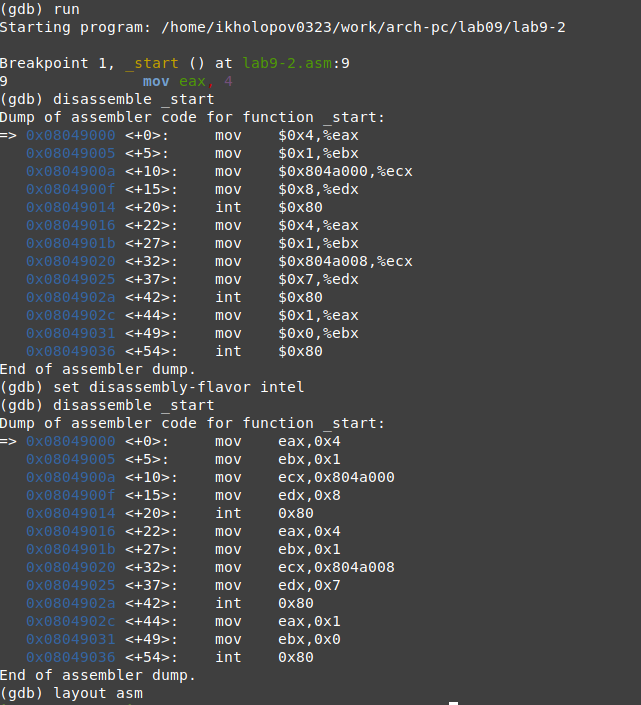 (gdb) run
Starting program: /home/ikholopov0323/work/arch-pc/lab09/lab9-2
Breakpoint 1, _start () at lab9-2.asm:9
9               mov eax, 4
(gdb) disassemble _start
Dump of assembler code for function _start:
=> 0x08049000 <+0>:     mov    $0x4,%eax
   0x08049005 <+5>:     mov    $0x1,%ebx
   0x0804900a <+10>:    mov    $0x804a000,%ecx
   0x0804900f <+15>:    mov    $0x8,%edx
   0x08049014 <+20>:    int    $0x80
   0x08049016 <+22>:    mov    $0x4,%eax
   0x0804901b <+27>:    mov    $0x1,%ebx
   0x08049020 <+32>:    mov    $0x804a008,%ecx
   0x08049025 <+37>:    mov    $0x7,%edx
   0x0804902a <+42>:    int    $0x80
   0x0804902c <+44>:    mov    $0x1,%eax
   0x08049031 <+49>:    mov    $0x0,%ebx
   0x08049036 <+54>:    int    $0x80
End of assembler dump.
(gdb) set disassembly-flavor intel
(gdb) disassemble _start
Dump of assembler code for function _start:
=> 0x08049000 <+0>:     mov    eax,0x4
   0x08049005 <+5>:     mov    ebx,0x1
   0x0804900a <+10>:    mov    ecx,0x804a000
   0x0804900f <+15>:    mov    edx,0x8
   0x08049014 <+20>:    int    0x80
   0x08049016 <+22>:    mov    eax,0x4
   0x0804901b <+27>:    mov    ebx,0x1
   0x08049020 <+32>:    mov    ecx,0x804a008
   0x08049025 <+37>:    mov    edx,0x7
   0x0804902a <+42>:    int    0x80
   0x0804902c <+44>:    mov    eax,0x1
   0x08049031 <+49>:    mov    ebx,0x0
   0x08049036 <+54>:    int    0x80
End of assembler dump.
(gdb) layout asm